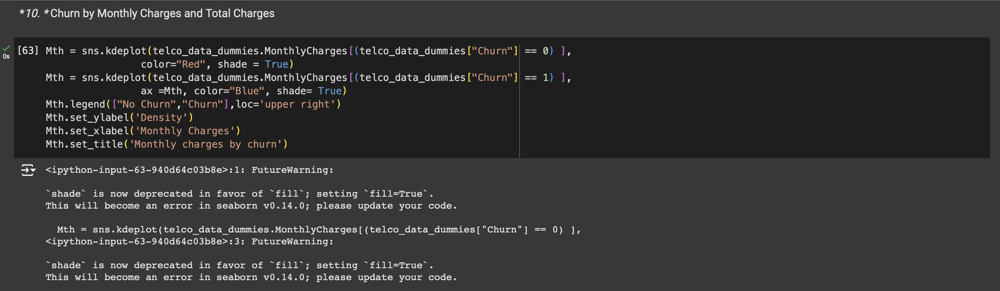 *10. *Churn by Monthly Charges and Total Charges
0s
[63] Mth = sns.kdeplot(telco_data_dummies.MonthlyCharges[(telco_data_dummies["Churn"] == 0) ],
                color="Red", shade = True)
Mth = sns.kdeplot(telco_data_dummies.MonthlyCharges[(telco_data_dummies["Churn"] == 1) ],
                ax =Mth, color="Blue", shade= True)
Mth.legend(["No Churn","Churn"],loc='upper right')
Mth.set_ylabel('Density')
Mth.set_xlabel('Monthly Charges')
Mth.set_title('Monthly charges by churn')
<ipython-input-63-940d64c03b8e>:1: FutureWarning:
`shade` is now deprecated in favor of `fill`; setting `fill=True`.
This will become an error in seaborn v0.14.0; please update your code.
  Mth = sns.kdeplot(telco_data_dummies.MonthlyCharges[(telco_data_dummies["Churn"] == 0) ],
<ipython-input-63-940d64c03b8e>:3: FutureWarning:
`shade` is now deprecated in favor of `fill`; setting `fill=True`.
This will become an error in seaborn v0.14.0; please update your code.